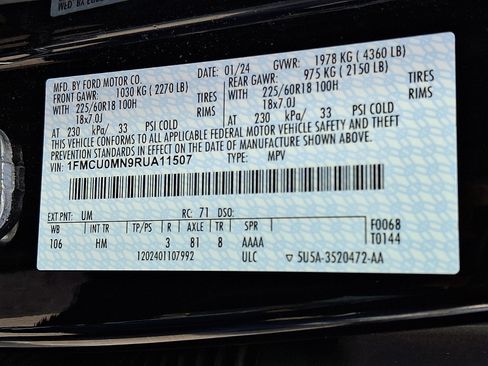 MFD. BY FORD MOTOR CO.
DATE: 01/24 GVWR: 1978 KG ( 4360 LB)
FRONT GAWR: 1030 KG ( 2270 LB) REAR GAWR: 975 KG ( 2150 LB)
225/60R18 100H TIRES 225/60R18 100H TIRES
18x7.0J RIMS 18x7.0J RIMS
AT 230 kPa/ 33 PSI COLD AT 230 kPa/ 33 PSI COLD
THIS VEHICLE CONFORMS TO ALL APPLICABLE FEDERAL MOTOR VEHICLE SAFETY AND THEFT
PREVENTION STANDARDS IN EFFECT ON THE DATE OF MANUFACTURE SHOWN ABOVE.
VIN: 1FMCU0MN9RUA11507 TYPE: MPV
EXT PNT: UM RC: 71 DSO:
WB INT TR TP/PS R AXLE TR SPR F0068
106 HM 3 81 8 AAAA T0144
1202401107992 ULC 5U5A-3520472-AA